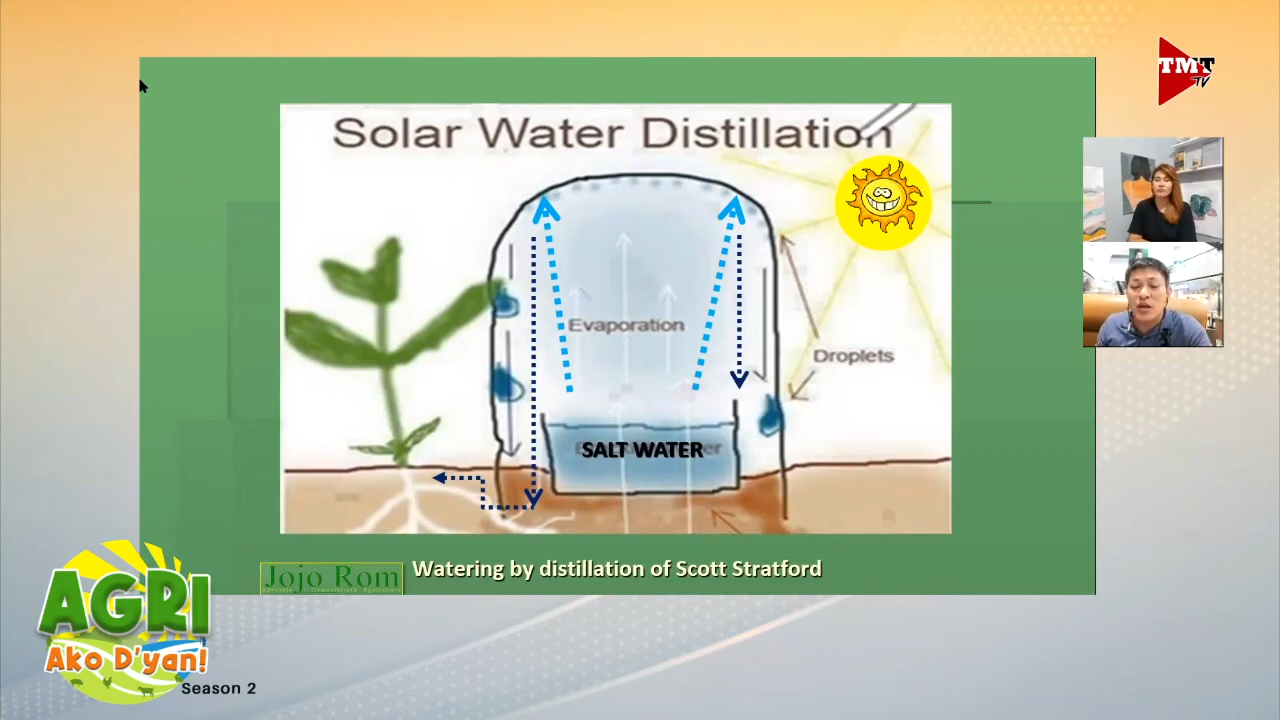 TMT
TV
Solar Water Distillation
Evaporation
Droplets
SALT WATER
Jojo Rom
Watering by distillation of Scott Stratford
AGRI
Ako D'yan!
Season 2